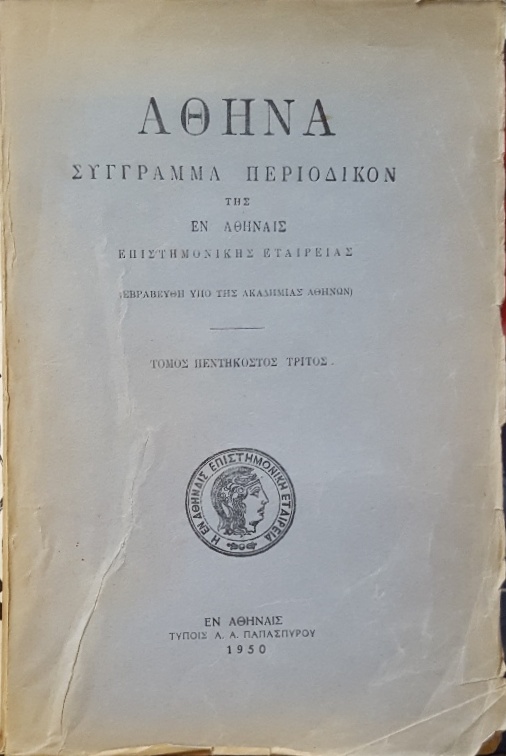 ΑΘΗΝΑ
ΣΥΓΓΡΑΜΜΑ ΠΕΡΙΟΔΙΚΟΝ
ΤΗΣ
ΕΝ ΑΘΗΝΑΙΣ
ΕΠΙΣΤΗΜΟΝΙΚΗΣ ΕΤΑΙΡΕΙΑΣ
(ΕΒΡΑΒΕΥΘΗ ΥΠΟ ΤΗΣ ΑΚΑΔΗΜΙΑΣ ΑΘΗΝΩΝ)
ΤΟΜΟΣ ΠΕΝΤΗΚΟΣΤΟΣ ΤΡΙΤΟΣ.
Η ΕΝ ΑΘΗΝΑΙΣ ΕΠΙΣΤΗΜΟΝΙΚΗ ΕΤΑΙΡΕΙΑ
ΕΝ ΑΘΗΝΑΙΣ
ΤΥΠΟΙΣ Α. Α. ΠΑΠΑΣΠΥΡΟΥ
1950